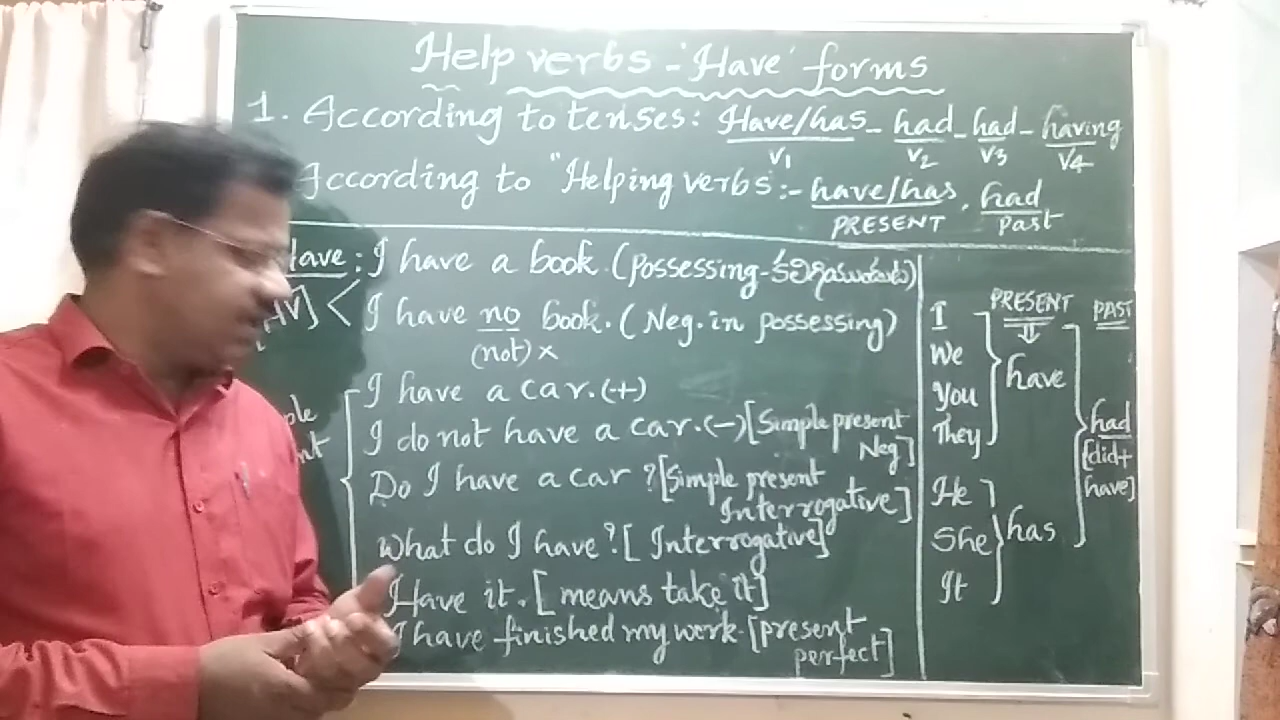 Help verbs - 'Have' forms
1. According to tenses: Have/has - had - had - having
V1 V2 V3 V4
According to "Helping verbs:- have/has, had
PRESENT past
Have: I have a book. (possessing-
I have no book. (Neg. in possessing)
(not) ×
I have a car. (+)
I do not have a car. (-) [Simple present
Neg]
Do I have a car? [Simple present
Interrogative]
What do I have? [Interrogative]
Have it. [means take it]
I have finished my work. [present
perfect]
PRESENT PAST
I
We
You
They
have
He
She
It
has
had
[did+
have]